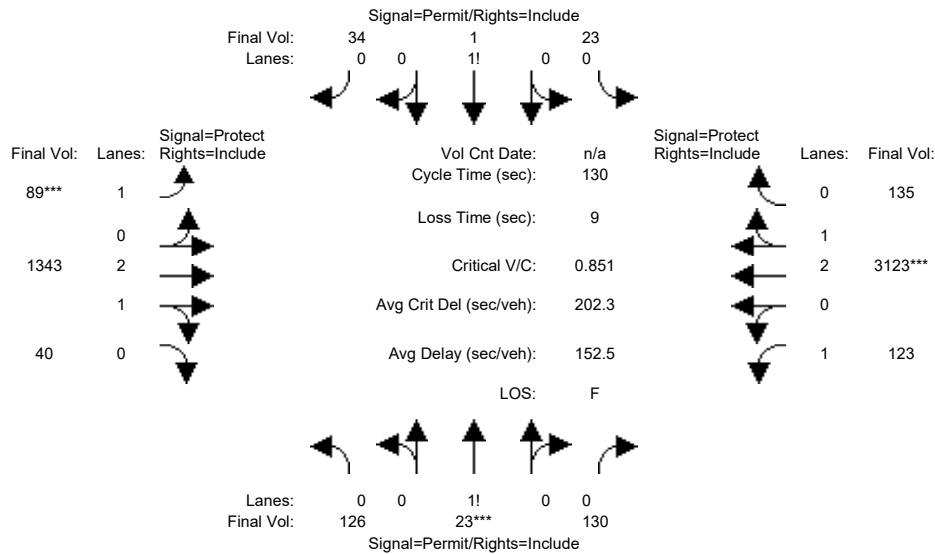 Signal=Permit/Rights=Include
Final Vol: 34 1 23
Lanes: 0 0 1! 0 0
Signal=Protect
Final Vol: Lanes: Rights=Include
Vol Cnt Date: n/a
Signal=Protect
Rights=Include Lanes: Final Vol:
Cycle Time (sec): 130
89*** 1
0 135
Loss Time (sec): 9
0
1
1343 2
Critical V/C: 0.851
2 3123***
1
Avg Crit Del (sec/veh): 202.3
0
40 0
Avg Delay (sec/veh): 152.5
1 123
LOS: F
Lanes: 0 0 1! 0 0
Final Vol: 126 23*** 130
Signal=Permit/Rights=Include